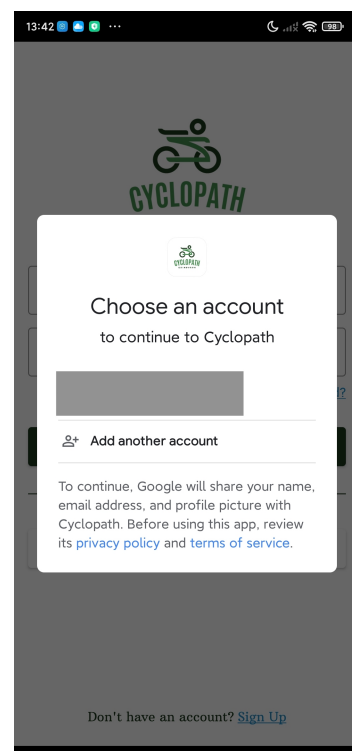 13:42
98
CYCLOPATH
CYCLOPATH
Choose an account
to continue to Cyclopath
?
Add another account
To continue, Google will share your name,
email address, and profile picture with
Cyclopath. Before using this app, review
its privacy policy and terms of service.
Don't have an account? Sign Up